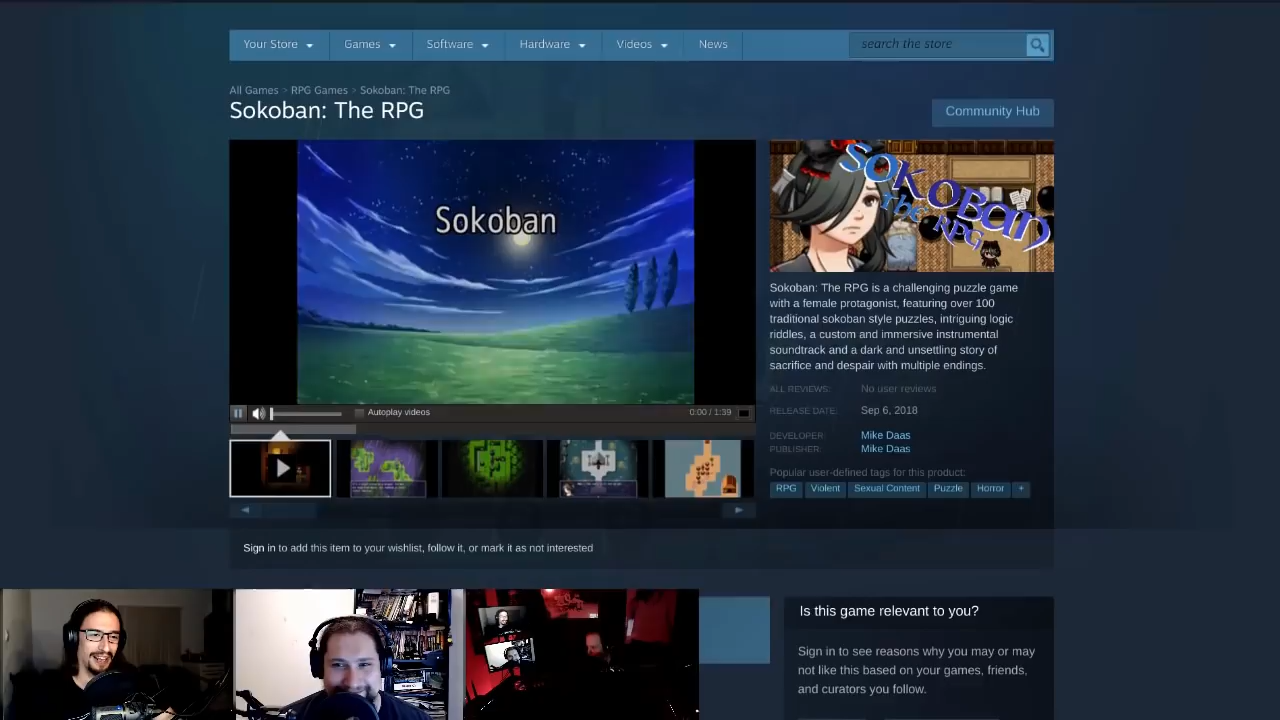 Your Store
Games
Software
Hardware
Videos
News
search the store
All Games > RPG Games > Sokoban: The RPG
Sokoban: The RPG
Community Hub
Sokoban
SOKOBAN
The RPG
Sokoban: The RPG is a challenging puzzle game
with a female protagonist, featuring over 100
traditional sokoban style puzzles, intriguing logic
riddles, a custom and immersive instrumental
soundtrack and a dark and unsettling story of
sacrifice and despair with multiple endings.
ALL REVIEWS: No user reviews
RELEASE DATE: Sep 6, 2018
DEVELOPER: Mike Daas
PUBLISHER: Mike Daas
Popular user-defined tags for this product:
RPG Violent Sexual Content Puzzle Horror +
Autoplay videos
0:00 / 1:39
Sign in to add this item to your wishlist, follow it, or mark it as not interested
Is this game relevant to you?
Sign in to see reasons why you may or may
not like this based on your games, friends,
and curators you follow.